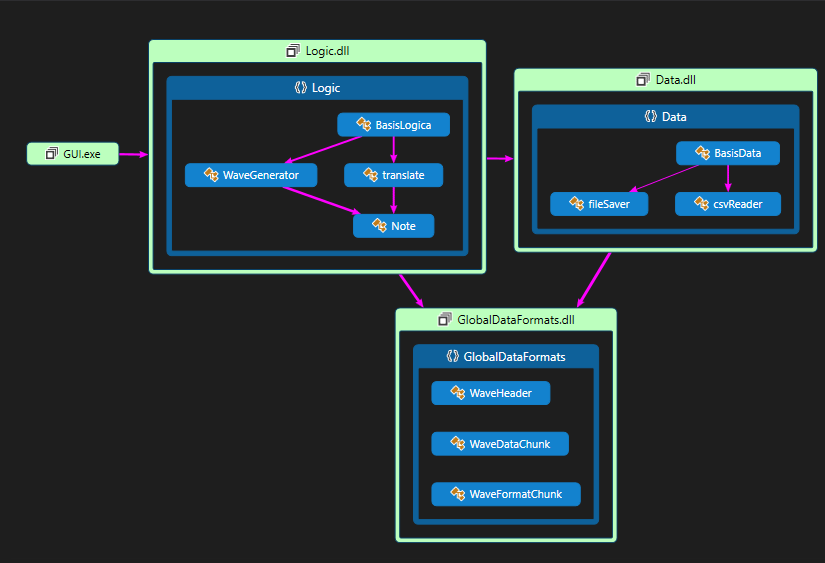 GUI.exe
Logic.dll
Logic
BasisLogica
WaveGenerator
translate
Note
Data.dll
Data
BasisData
fileSaver
csvReader
GlobalDataFormats.dll
GlobalDataFormats
WaveHeader
WaveDataChunk
WaveFormatChunk